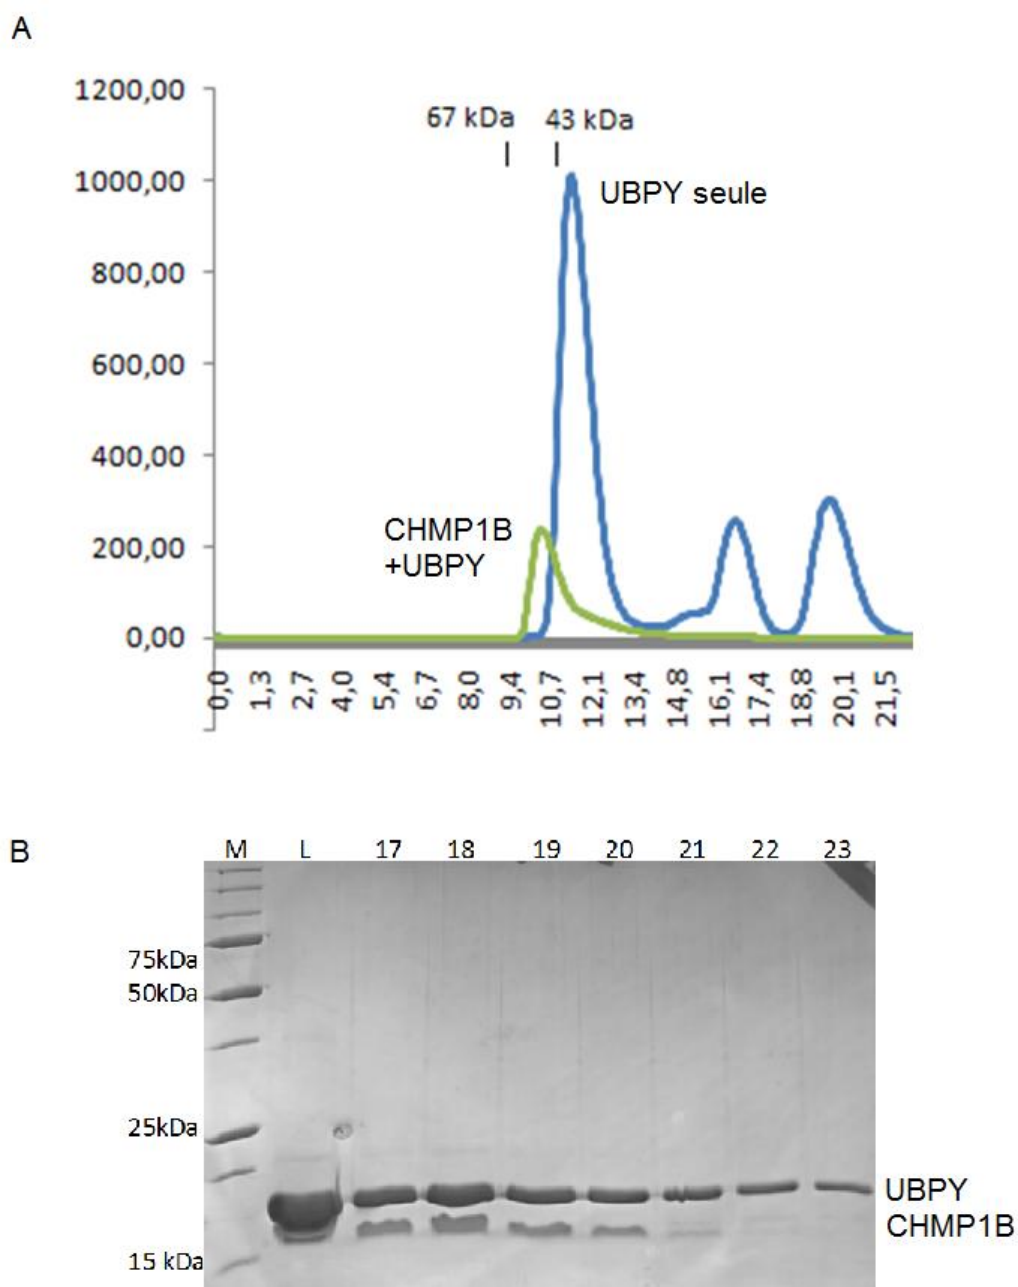 A
1200,00
1000,00
800,00
600,00
400,00
200,00
0,00
67 kDa 43 kDa
UBPY seule
CHMP1B
+UBPY
0,0 1,3 2,7 4,0 5,4 6,7 8,0 9,4 10,7 12,1 13,4 14,8 16,1 17,4 18,8 20,1 21,5
B
M L 17 18 19 20 21 22 23
75kDa
50kDa
25kDa
15 kDa
UBPY
CHMP1B